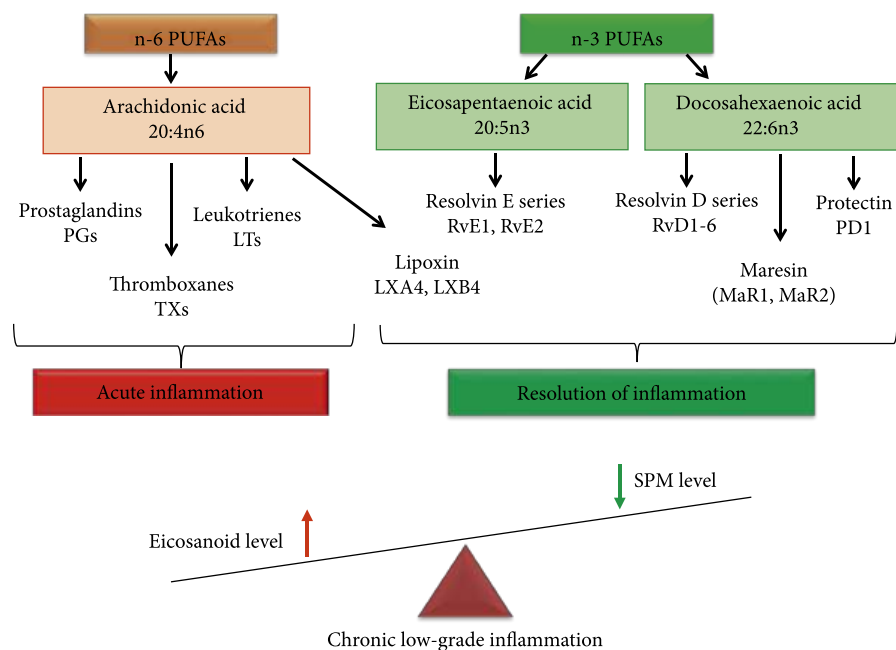 n-6 PUFAs
n-3 PUFAs
Arachidonic acid
20:4n6
Eicosapentaenoic acid
20:5n3
Docosahexaenoic acid
22:6n3
Prostaglandins
PGs
Leukotrienes
LTs
Thromboxanes
TXs
Lipoxin
LXA4, LXB4
Resolvin E series
RvE1, RvE2
Resolvin D series
RvD1-6
Protectin
PD1
Maresin
(MaR1, MaR2)
Acute inflammation
Resolution of inflammation
SPM level
Eicosanoid level
Chronic low-grade inflammation